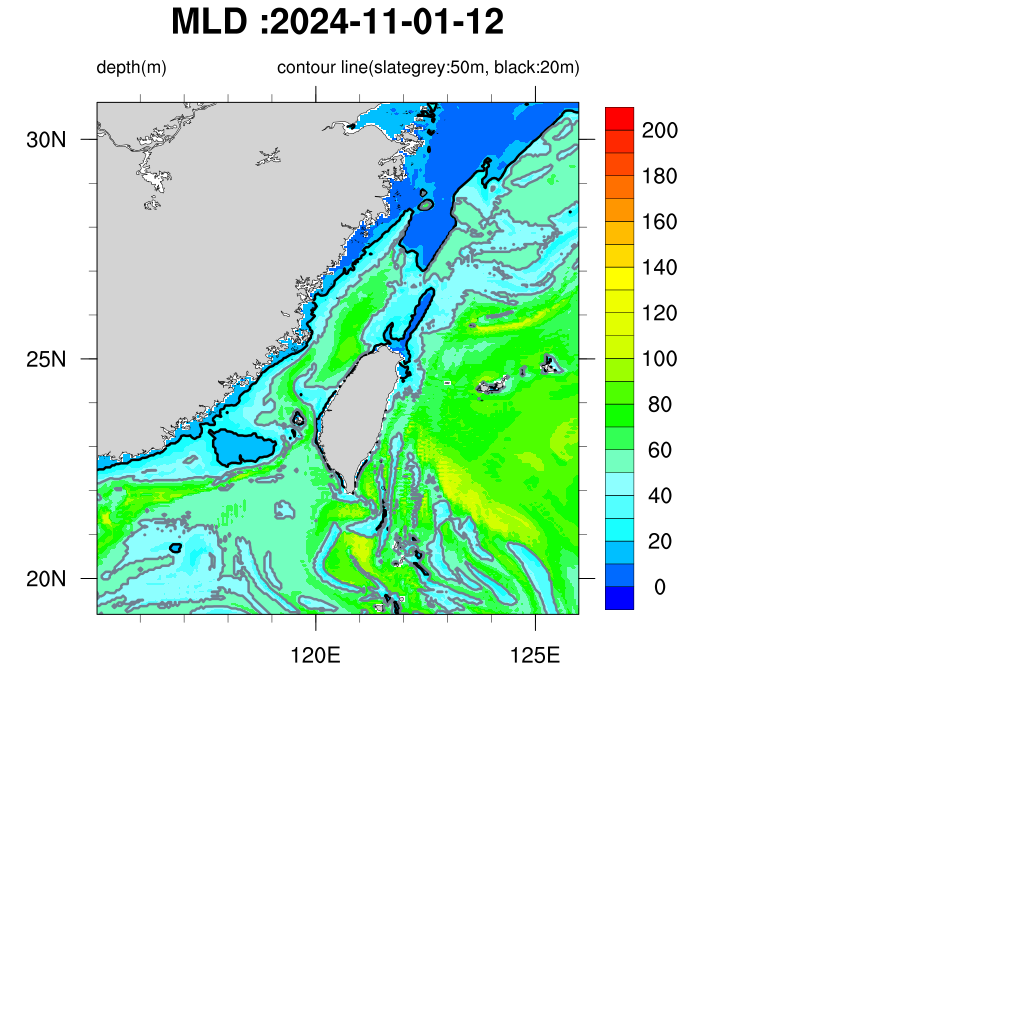 MLD :2024-11-01-12
depth(m)
contour line(slategrey:50m, black:20m)
30N
25N
20N
120E
125E
200
180
160
140
120
100
80
60
40
20
0